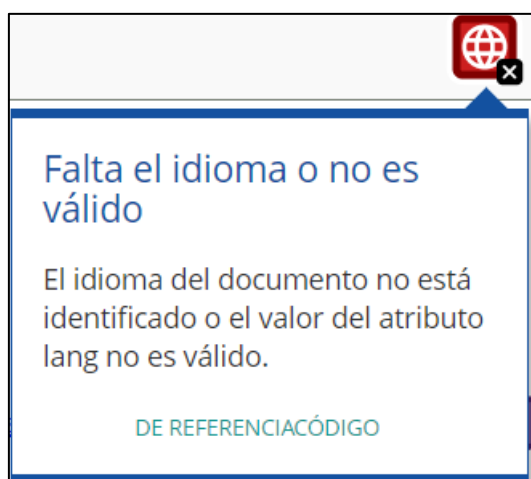 Falta el idioma o no es
válido
El idioma del documento no está
identificado o el valor del atributo
lang no es válido.
DE REFERENCIACÓDIGO